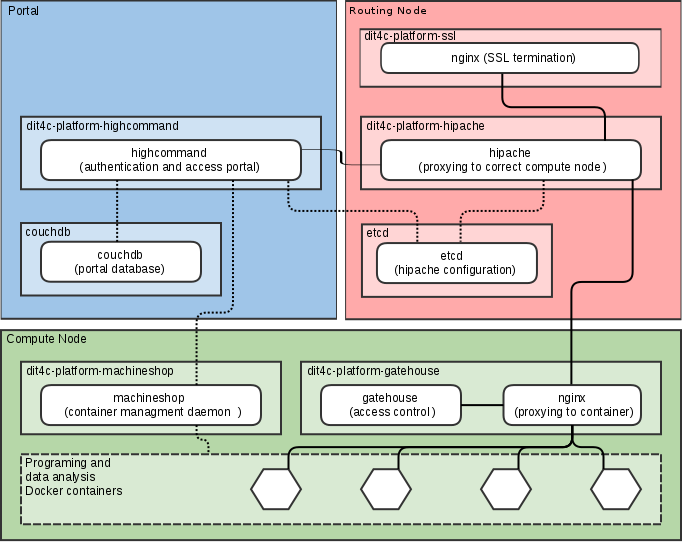 Portal
Routing Node
dit4c-platform-ssl
nginx (SSL termination)
dit4c-platform-highcommand
highcommand
(authentication and access portal)
dit4c-platform-hipache
hipache
(proxying to correct compute node)
couchdb
couchdb
(portal database)
etcd
etcd
(hipache configuration)
Compute Node
dit4c-platform-machineshop
machineshop
(container managment daemon )
dit4c-platform-gatehouse
gatehouse
(access control)
nginx
(proxying to container)
Programing and
data analysis
Docker containers